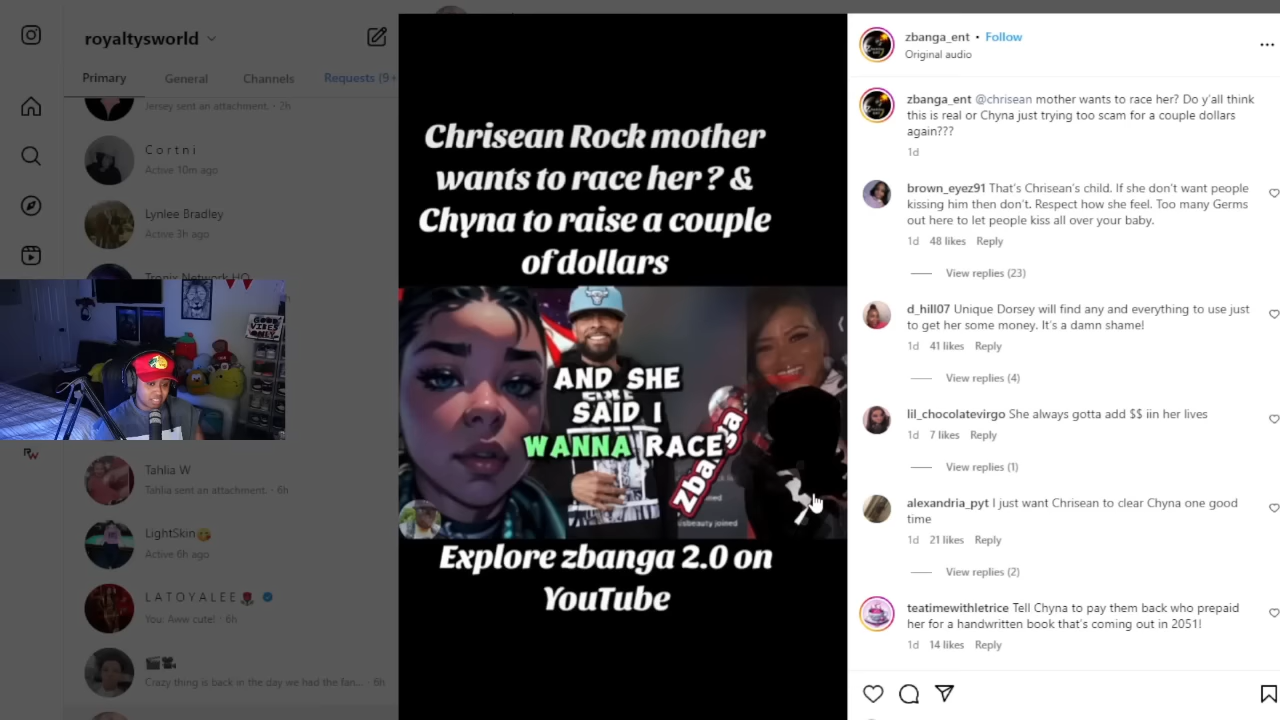 royaltysworld
Primary
General
Channels
Requests (9+
Jersey sent an attachment. · 2h
C o r t n i
Active 10m ago
Lynlee Bradley
Active 3h ago
Tronix Network HQ
Tahlia W
Tahlia sent an attachment. · 6h
LightSkin😘
Active 6h ago
L A T O Y A L E E 🌹
You: Aww cute! · 6h
🎬🎥
Crazy thing is back in the day we had the fan... · 6h
Chrisean Rock mother
wants to race her ? &
Chyna to raise a couple
of dollars
AND SHE
SAID I
WANNA RACE
Zbanga
joined
isbeauty joined
Explore zbanga 2.0 on
YouTube
zbanga_ent • Follow
Original audio
zbanga_ent @chrisean mother wants to race her? Do y'all think
this is real or Chyna just trying too scam for a couple dollars
again???
1d
brown_eyez91 That's Chrisean's child. If she don't want people
kissing him then don't. Respect how she feel. Too many Germs
out here to let people kiss all over your baby.
1d 48 likes Reply
View replies (23)
d_hill07 Unique Dorsey will find any and everything to use just
to get her some money. It's a damn shame!
1d 41 likes Reply
View replies (4)
lil_chocolatevirgo She always gotta add $$ iin her lives
1d 7 likes Reply
View replies (1)
alexandria_pyt I just want Chrisean to clear Chyna one good
time
1d 21 likes Reply
View replies (2)
teatimewithletrice Tell Chyna to pay them back who prepaid
her for a handwritten book that's coming out in 2051!
1d 14 likes Reply